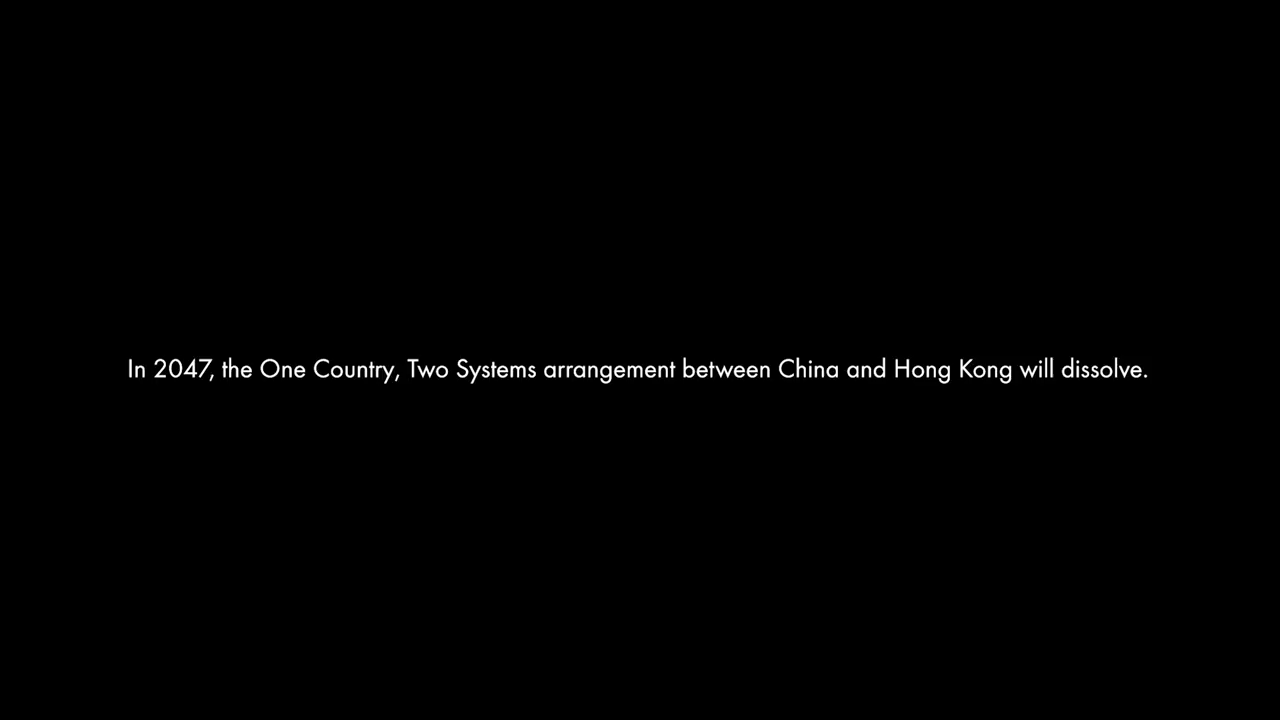 In 2047, the One Country, Two Systems arrangement between China and Hong Kong will dissolve.